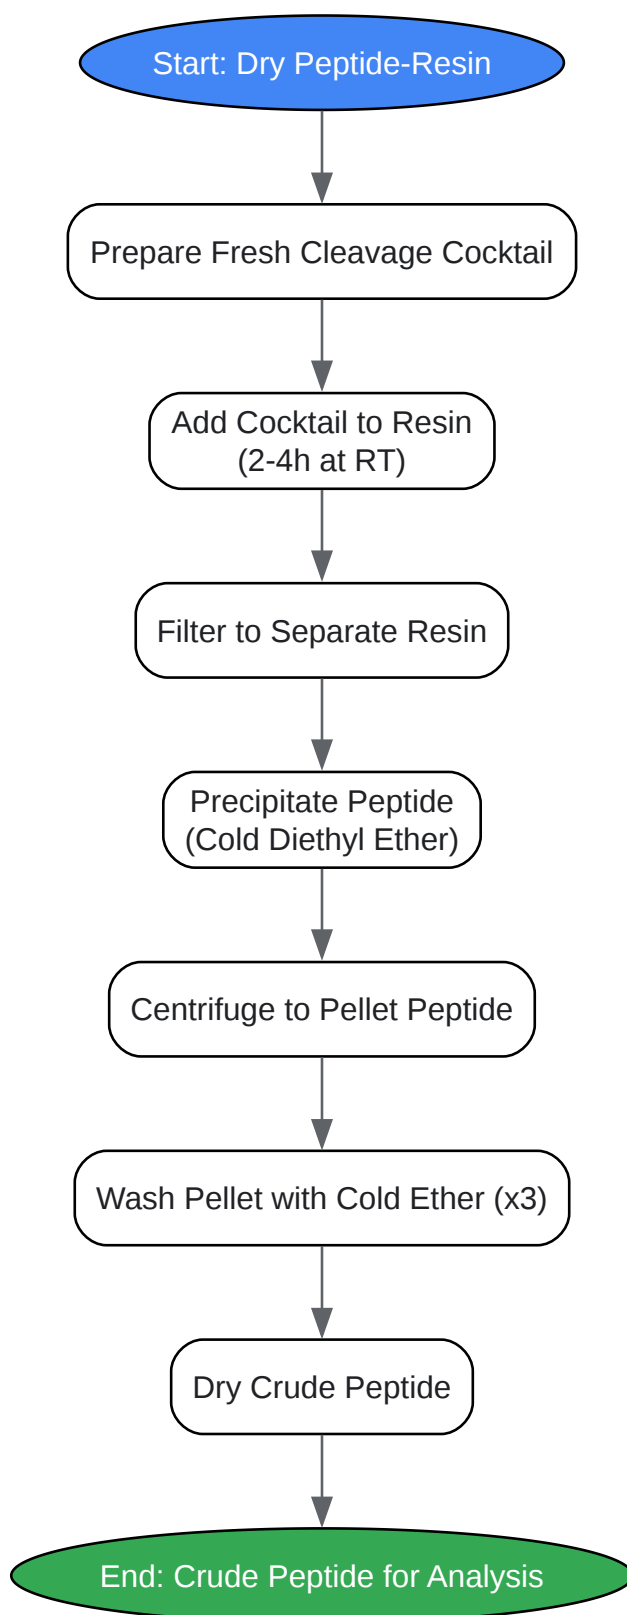 Start: Dry Peptide-Resin
Prepare Fresh Cleavage Cocktail
Add Cocktail to Resin
(2-4h at RT)
Filter to Separate Resin
Precipitate Peptide
(Cold Diethyl Ether)
Centrifuge to Pellet Peptide
Wash Pellet with Cold Ether (x3)
Dry Crude Peptide
End: Crude Peptide for Analysis